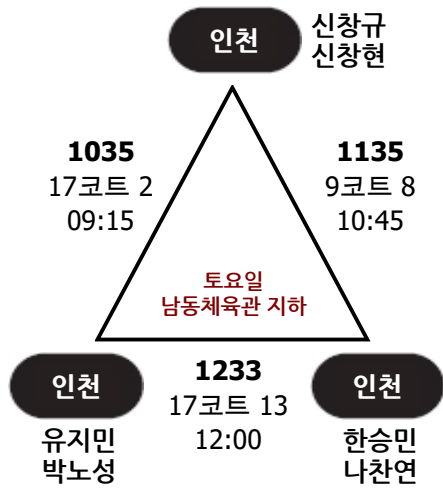 인천
신창규
신창현
1035
17코트 2
09:15
1135
9코트 8
10:45
토요일
남동체육관 지하
인천
유지민
박노성
1233
17코트 13
12:00
인천
한승민
나찬연